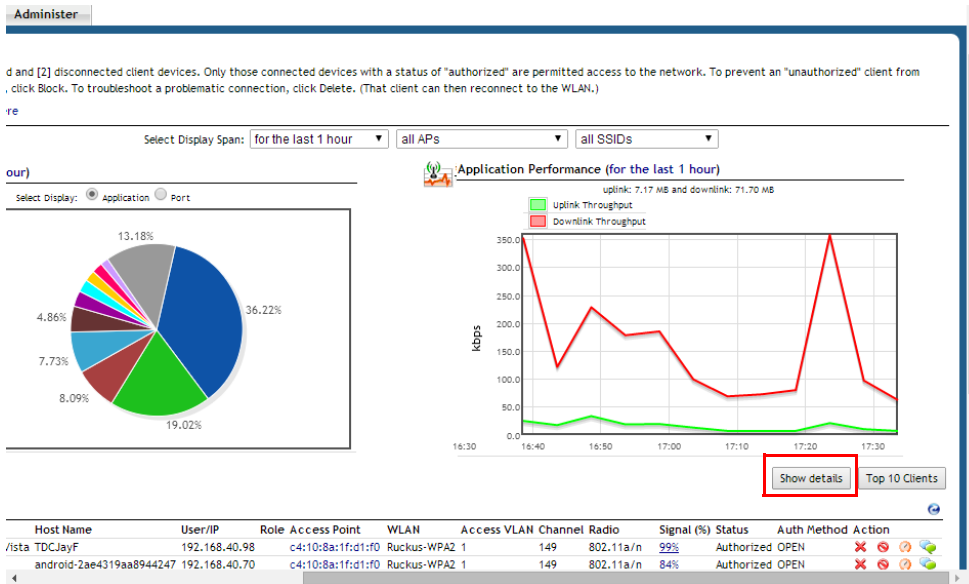 Administer
d and [2] disconnected client devices. Only those connected devices with a status of "authorized" are permitted access to the network. To prevent an "unauthorized" client from
, click Block. To troubleshoot a problematic connection, click Delete. (That client can then reconnect to the WLAN.)
re
Select Display Span: for the last 1 hour all APs all SSIDs
our)
Select Display: Application Port
13.18%
36.22%
4.86%
7.73%
8.09%
19.02%
Application Performance (for the last 1 hour)
uplink: 7.17 MB and downlink: 71.70 MB
Uplink Throughput
Downlink Throughput
350.0
300.0
250.0
200.0
150.0
100.0
50.0
0.0
kbps
16:30 16:40 16:50 17:00 17:10 17:20 17:30
Show details Top 10 Clients
Host Name User/IP Role Access Point WLAN Access VLAN Channel Radio Signal (%) Status Auth Method Action
/ista TDCJayF 192.168.40.98 c4:10:8a:1f:d1:f0 Ruckus-WPA2 1 149 802.11a/n 99% Authorized OPEN
android-2ae4319aa8944247 192.168.40.70 c4:10:8a:1f:d1:f0 Ruckus-WPA2 1 149 802.11a/n 84% Authorized OPEN